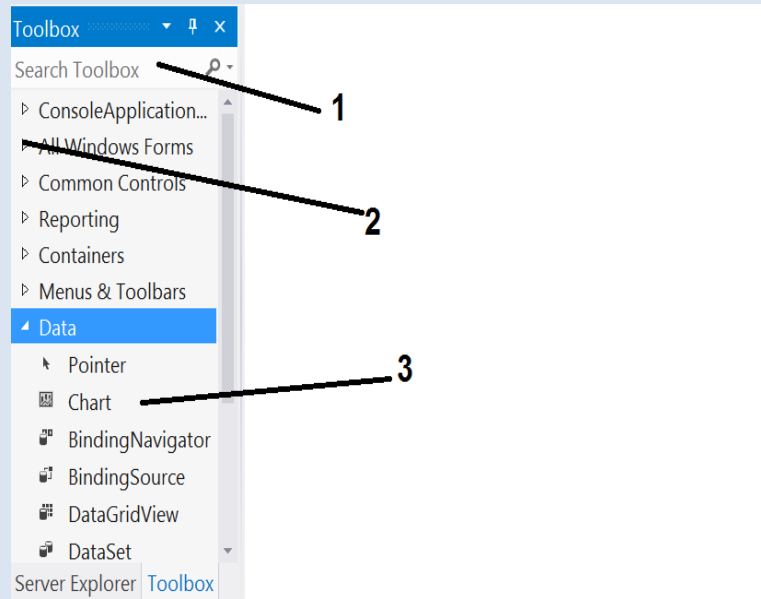 Toolbox
Search Toolbox
1
ConsoleApplication...
All Windows Forms
Common Controls
2
Reporting
Containers
Menus & Toolbars
Data
Pointer
3
Chart
BindingNavigator
BindingSource
DataGridView
DataSet
Server Explorer Toolbox